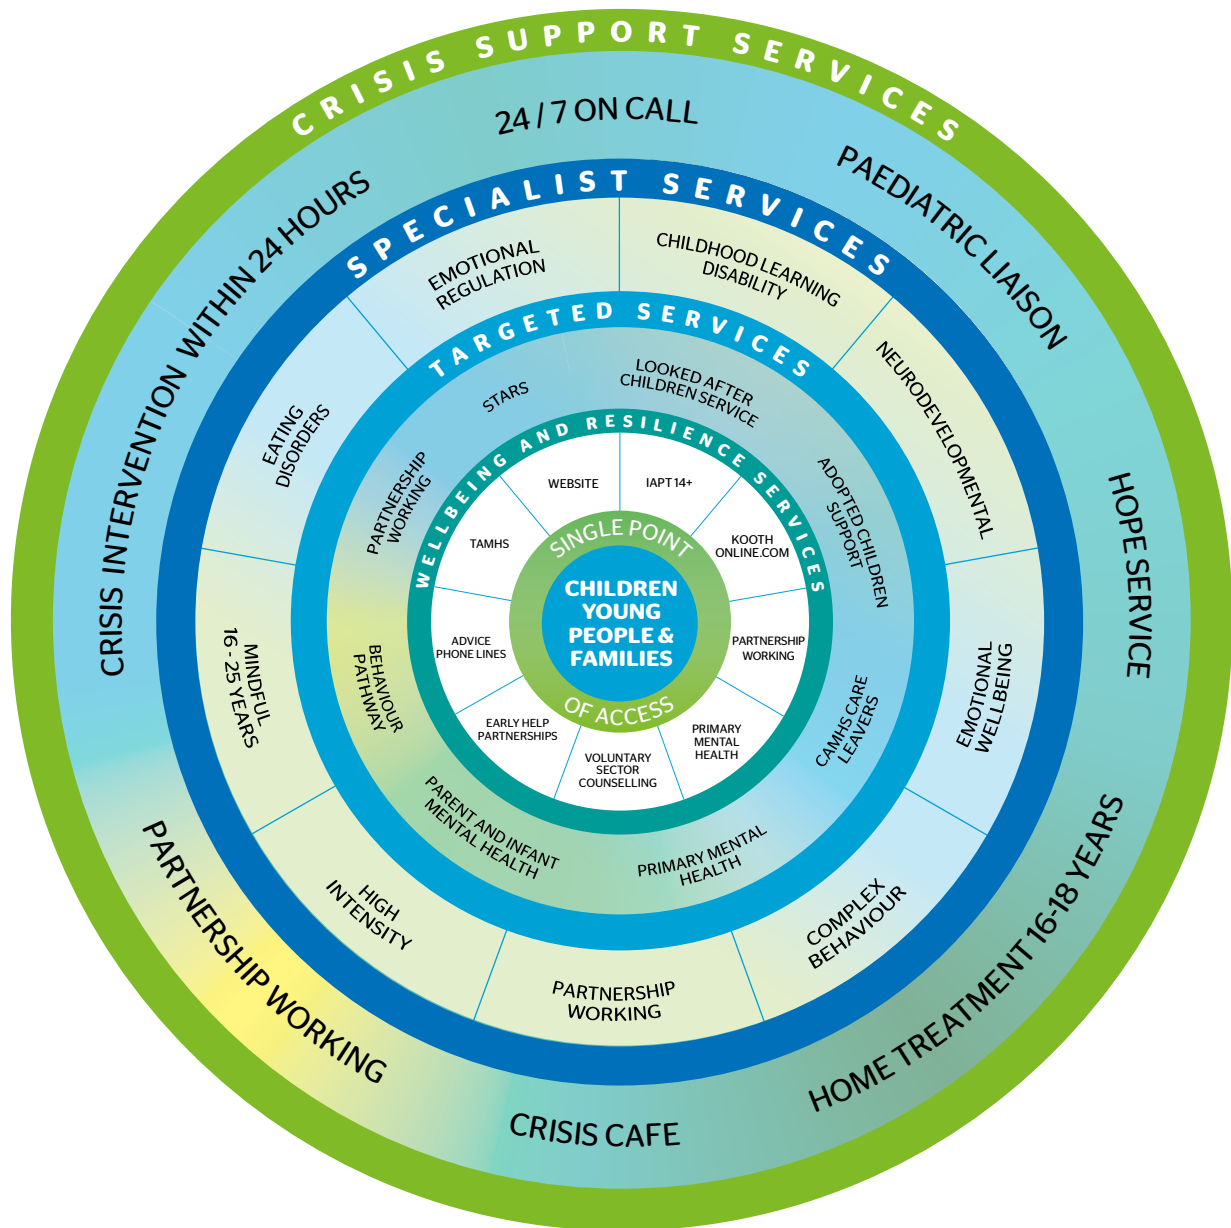 CRISIS SUPPORT SERVICES
24 / 7 ON CALL
PAEDIATRIC LIAISON
HOPE SERVICE
HOME TREATMENT 16-18 YEARS
CRISIS CAFE
PARTNERSHIP WORKING
CRISIS INTERVENTION WITHIN 24 HOURS
SPECIALIST SERVICES
EMOTIONAL
REGULATION
CHILDHOOD LEARNING
DISABILITY
NEURODEVELOPMENTAL
EMOTIONAL
WELLBEING
COMPLEX
BEHAVIOUR
PARTNERSHIP
WORKING
HIGH
INTENSITY
MINDFUL
16 - 25 YEARS
EATING
DISORDERS
TARGETED SERVICES
STARS
LOOKED AFTER
CHILDREN SERVICE
ADOPTED CHILDREN
SUPPORT
CAMHS CARE
LEAVERS
PRIMARY MENTAL
HEALTH
PARENT AND INFANT
MENTAL HEALTH
BEHAVIOUR
PATHWAY
PARTNERSHIP
WORKING
WELLBEING AND RESILIENCE SERVICES
WEBSITE
IAPT 14+
KOOTH
ONLINE.COM
PARTNERSHIP
WORKING
PRIMARY
MENTAL
HEALTH
VOLUNTARY
SECTOR
COUNSELLING
EARLY HELP
PARTNERSHIPS
ADVICE
PHONE LINES
TAMHS
SINGLE POINT
OF ACCESS
CHILDREN
YOUNG
PEOPLE &
FAMILIES